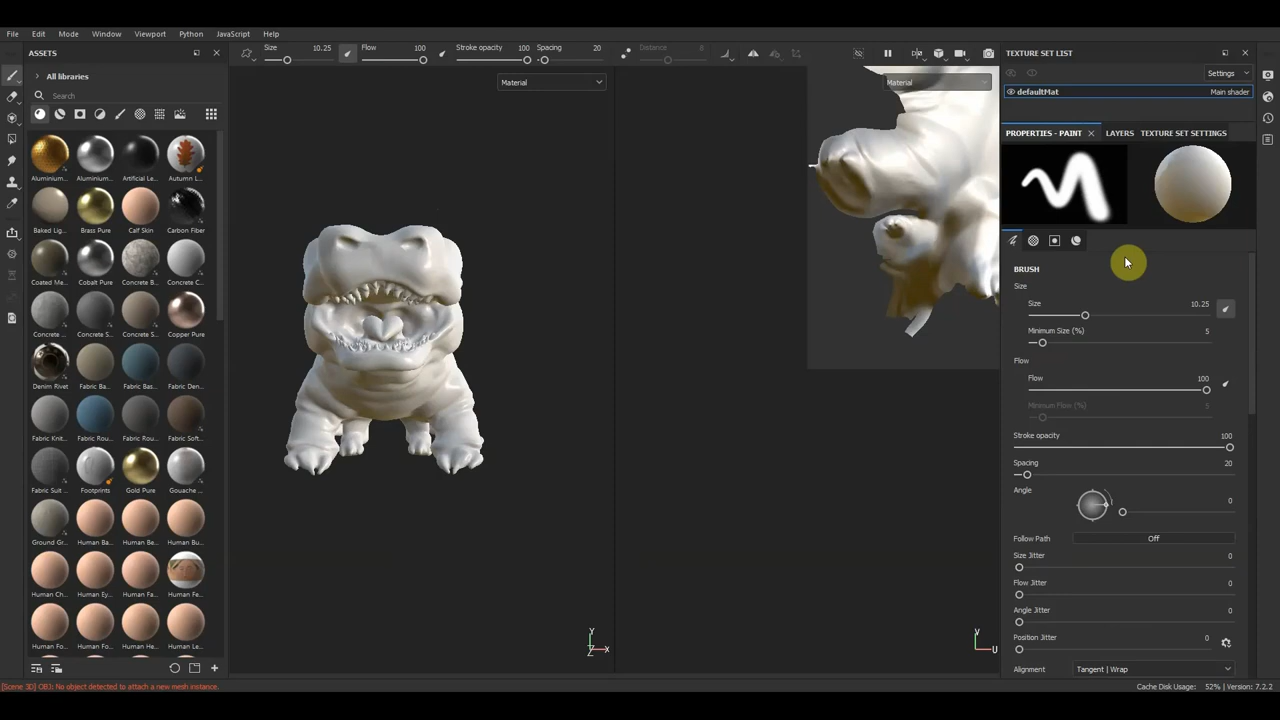 File Edit Mode Window Viewport Python JavaScript Help
ASSETS
Size 10.25 Flow 100 Stroke opacity 100 Spacing 20 Distance 8
TEXTURE SET LIST
All libraries
Settings
Search
Material
Material
defaultMat Main shader
PROPERTIES - PAINT LAYERS TEXTURE SET SETTINGS
Aluminium... Aluminium... Artificial Le... Autumn L...
Baked Lig... Brass Pure Calf Skin Carbon Fiber
Coated Me... Cobalt Pure Concrete B... Concrete C...
Concrete ... Concrete S... Concrete S... Copper Pure
Denim Rivet Fabric Ba... Fabric Bas... Fabric Den...
Fabric Knit... Fabric Rou... Fabric Rou... Fabric Soft...
Fabric Suit ... Footprints Gold Pure Gouache ...
Ground Gr... Human Ba... Human Be... Human Bu...
Human Ch... Human Ey... Human Fa... Human Fe...
Human Fo... Human Fo... Human He... Human Le...
BRUSH
Size
Size 10.25
Minimum Size (%) 5
Flow
Flow 100
Minimum Flow (%) 5
Stroke opacity 100
Spacing 20
Angle 0
Follow Path Off
Size Jitter 0
Flow Jitter 0
Angle Jitter 0
Position Jitter 0
Alignment Tangent | Wrap
Y
X
Z
V
U
[Scene 3D] OBJ: No object detected to attach a new mesh instance.
Cache Disk Usage: 52% | Version: 7.2.2